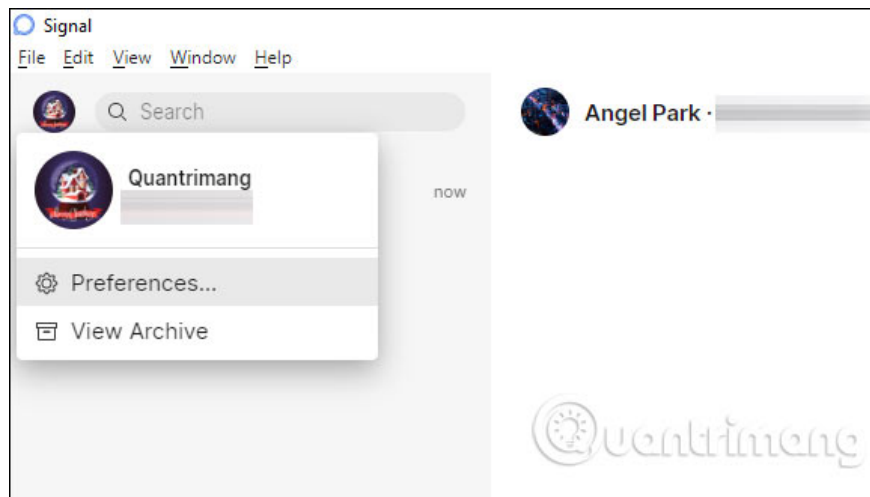 Signal
File Edit View Window Help
Search
Angel Park ·
Quantrimang
now
Preferences...
View Archive
Quantrimang